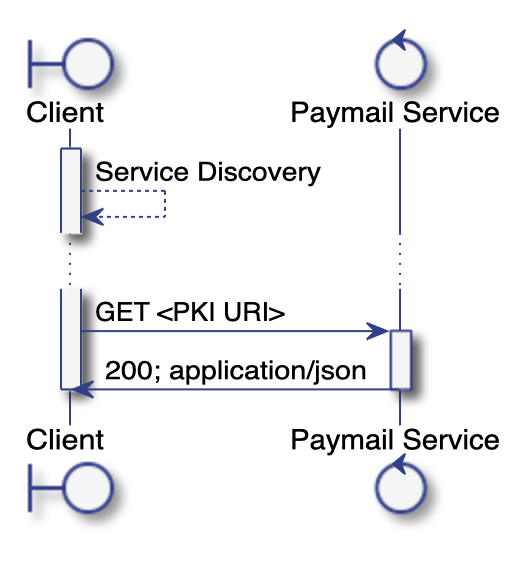 Client
Paymail Service
Service Discovery
GET <PKI URI>
200; application/json
Client
Paymail Service